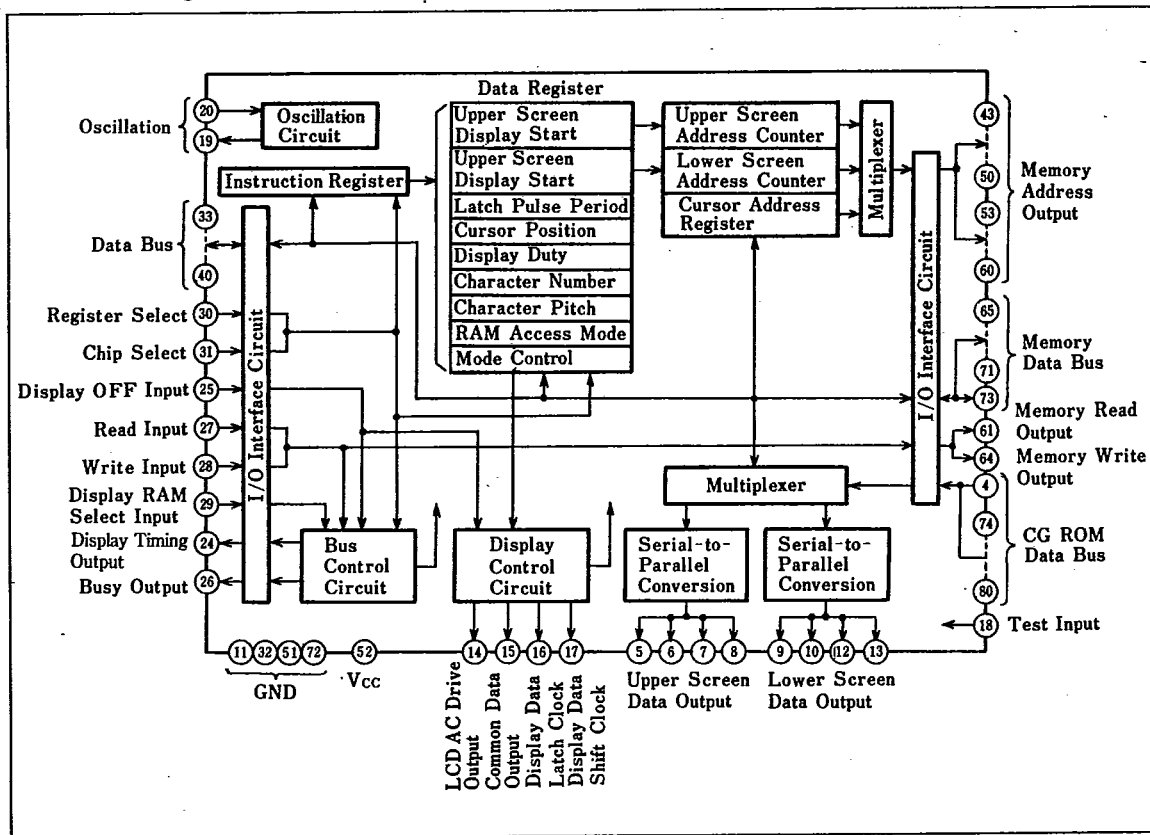 Data Register
Oscillation
20
19
Oscillation
Circuit
Upper Screen
Display Start
Upper Screen
Display Start
Latch Pulse Period
Cursor Position
Display Duty
Character Number
Character Pitch
RAM Access Mode
Mode Control
Upper Screen
Address Counter
Lower Screen
Address Counter
Cursor Address
Register
Multiplexer
Instruction Register
Data Bus
33
40
Register Select
30
Chip Select
31
Display OFF Input
25
Read Input
27
Write Input
28
Display RAM
Select Input
29
Display Timing
Output
24
Busy Output
26
I/O Interface Circuit
I/O Interface Circuit
43
50
53
60
Memory
Address
Output
65
71
73
Memory
Data Bus
61
Memory Read
Output
64
Memory Write
Output
4
74
80
CG ROM
Data Bus
18
Test Input
Multiplexer
Bus
Control
Circuit
Display
Control
Circuit
Serial-to-
Parallel
Conversion
Serial-to-
Parallel
Conversion
11
32
51
72
GND
52
VCC
14
15
16
17
LCD AC Drive
Output
Common Data
Output
Display Data
Latch Clock
Display Data
Shift Clock
5
6
7
8
Upper Screen
Data Output
9
10
12
13
Lower Screen
Data Output